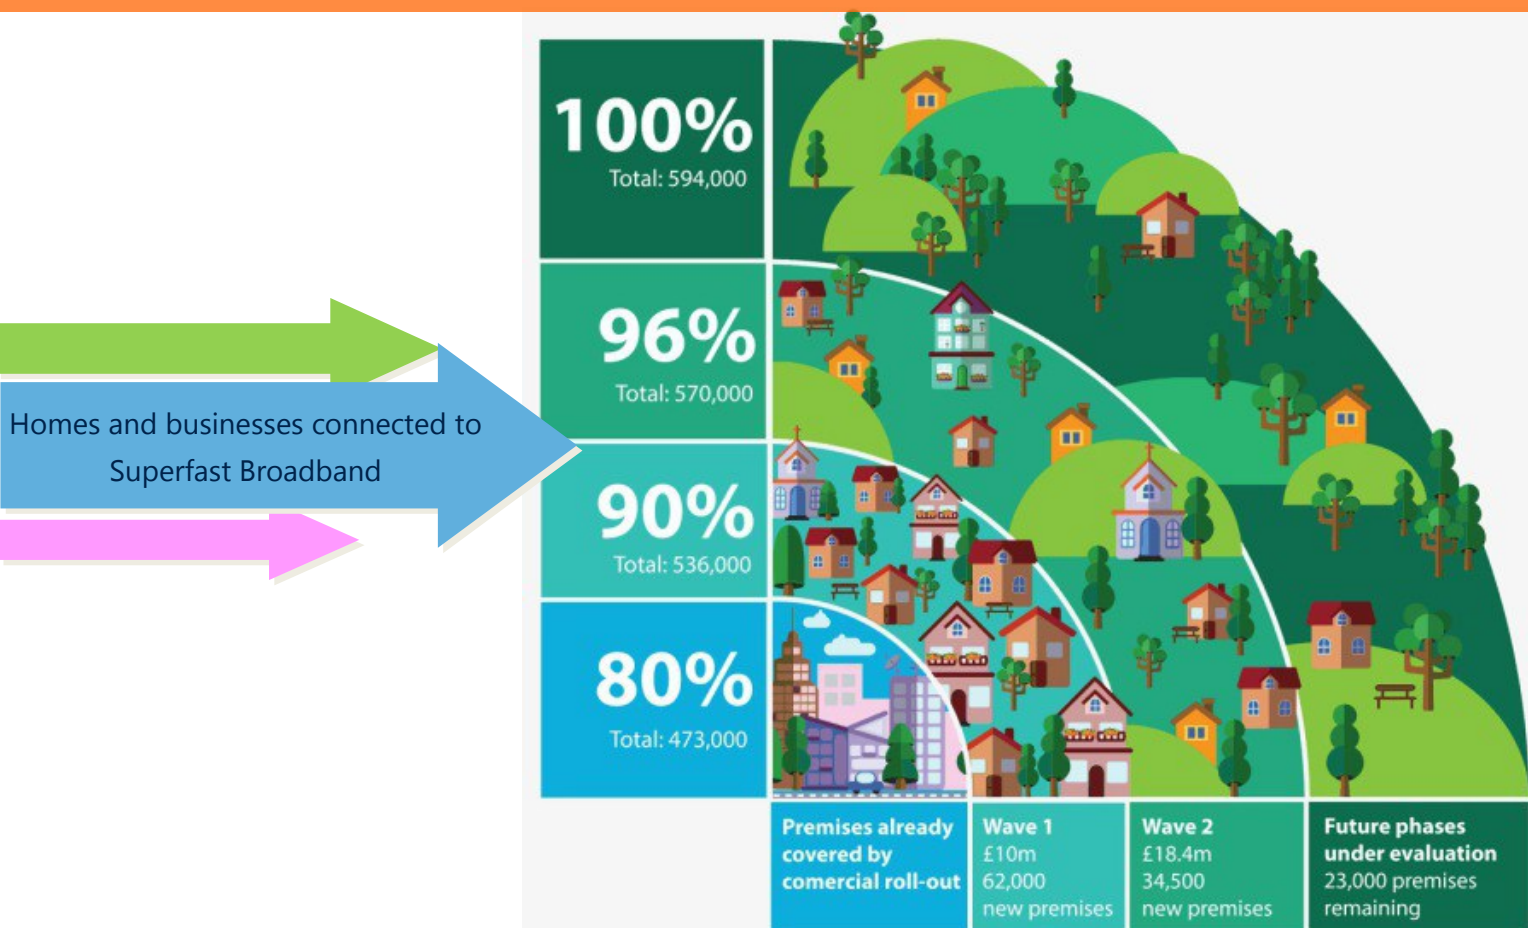 100%
Total: 594,000
96%
Total: 570,000
Homes and businesses connected to
Superfast Broadband
90%
Total: 536,000
80%
Total: 473,000
Premises already
covered by
comercial roll-out
Wave 1
£10m
62,000
new premises
Wave 2
£18.4m
34,500
new premises
Future phases
under evaluation
23,000 premises
remaining